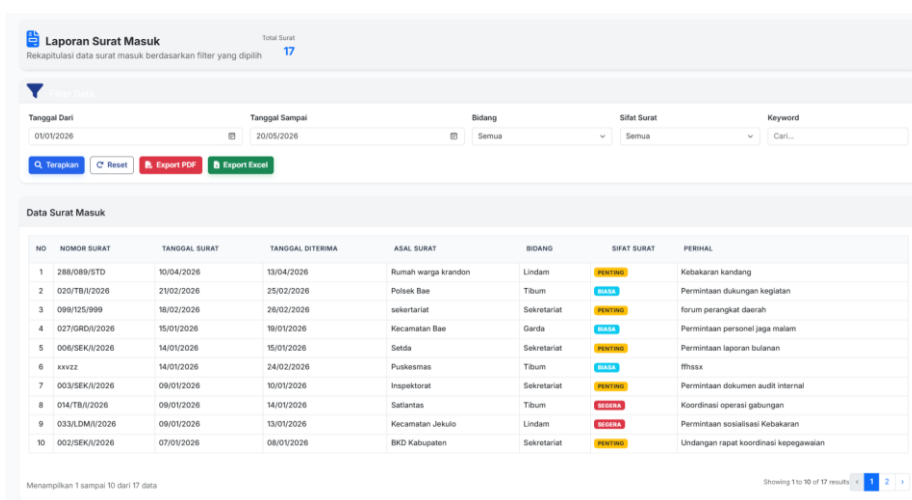 Laporan Surat Masuk
Total Surat
17
Rekapitulasi data surat masuk berdasarkan filter yang dipilih
Filter Data
Tanggal Dari Tanggal Sampai Bidang Sifat Surat Keyword
01/01/2026 20/05/2026 Semua Semua Cari...
Terapkan Reset Export PDF Export Excel
Data Surat Masuk
NO NOMOR SURAT TANGGAL SURAT TANGGAL DITERIMA ASAL SURAT BIDANG SIFAT SURAT PERIHAL
1 288/089/STD 10/04/2026 13/04/2026 Rumah warga krandon Lindam PENTING Kebakaran kandang
2 020/TB/I/2026 21/02/2026 25/02/2026 Polsek Bae Tibum BIASA Permintaan dukungan kegiatan
3 099/125/999 18/02/2026 26/02/2026 sekertariat Sekretariat PENTING forum perangkat daerah
4 027/GRD/I/2026 15/01/2026 19/01/2026 Kecamatan Bae Garda BIASA Permintaan personel jaga malam
5 006/SEK/I/2026 14/01/2026 15/01/2026 Setda Sekretariat PENTING Permintaan laporan bulanan
6 xxvzz 14/01/2026 24/02/2026 Puskesmas Tibum BIASA ffhssx
7 003/SEK/I/2026 09/01/2026 10/01/2026 Inspektorat Sekretariat PENTING Permintaan dokumen audit internal
8 014/TB/I/2026 09/01/2026 14/01/2026 Satlantas Tibum SEGERA Koordinasi operasi gabungan
9 033/LDM/I/2026 09/01/2026 13/01/2026 Kecamatan Jekulo Lindam SEGERA Permintaan sosialisasi Kebakaran
10 002/SEK/I/2026 07/01/2026 08/01/2026 BKD Kabupaten Sekretariat PENTING Undangan rapat koordinasi kepegawaian
Menampilkan 1 sampai 10 dari 17 data
Showing 1 to 10 of 17 results ‹ 1 2 ›